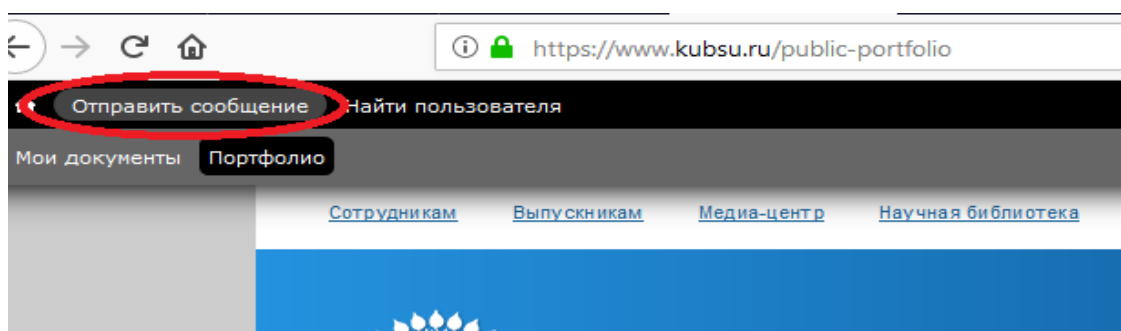 https://www.kubsu.ru/public-portfolio
Отправить сообщение Найти пользователя
Мои документы Портфолио
Сотрудникам Выпускникам Медиа-центр Научная библиотека